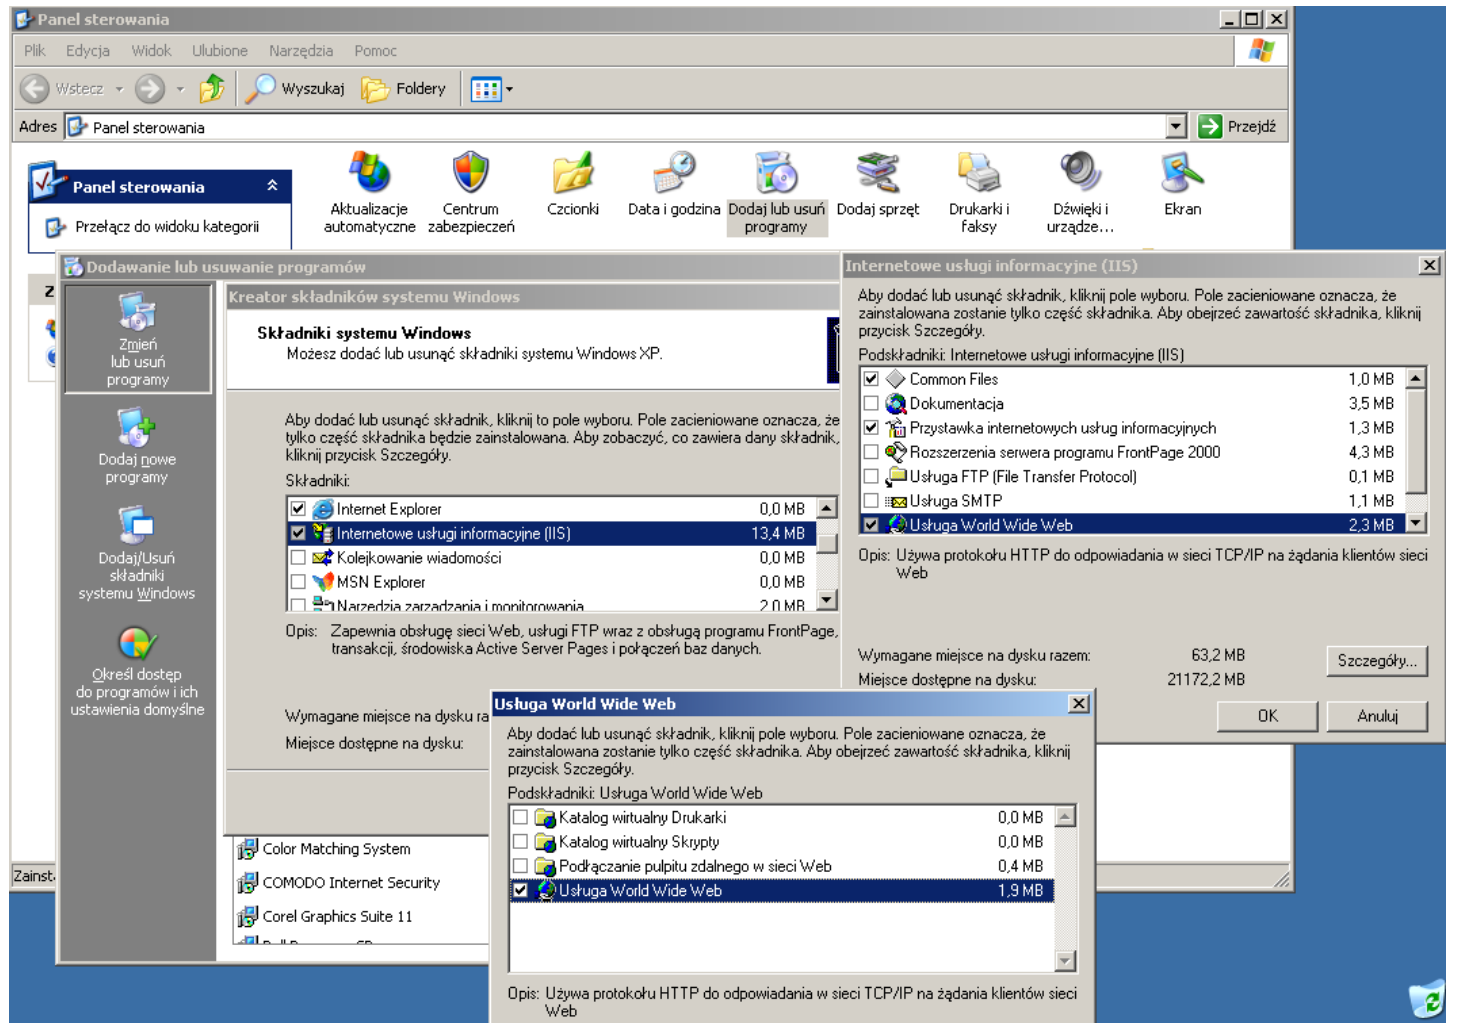 Panel sterowania
Plik Edycja Widok Ulubione Narzędzia Pomoc
Wstecz Wyszukaj Foldery
Adres Panel sterowania Przejdź
Panel sterowania
Przełącz do widoku kategorii
Aktualizacje automatyczne
Centrum zabezpieczeń
Czcionki
Data i godzina
Dodaj lub usuń programy
Dodaj sprzęt
Drukarki i faksy
Dźwięki i urządze...
Ekran
Z
Dodawanie lub usuwanie programów
Zmień
lub usuń
programy
Dodaj nowe
programy
Dodaj/Usuń
składniki
systemu Windows
Określ dostęp
do programów i ich
ustawienia domyślne
Kreator składników systemu Windows
Składniki systemu Windows
Możesz dodać lub usunąć składniki systemu Windows XP.
Aby dodać lub usunąć składnik, kliknij to pole wyboru. Pole zacieniowane oznacza, że
tylko część składnika będzie zainstalowana. Aby zobaczyć, co zawiera dany składnik,
kliknij przycisk Szczegóły.
Składniki:
Internet Explorer 0,0 MB
Internetowe usługi informacyjne (IIS) 13,4 MB
Kolejkowanie wiadomości 0,0 MB
MSN Explorer 0,0 MB
Narzędzia zarządzania i monitorowania 2,0 MB
Opis: Zapewnia obsługę sieci Web, usługi FTP wraz z obsługą programu FrontPage,
transakcji, środowiska Active Server Pages i połączeń baz danych.
Wymagane miejsce na dysku ra
Miejsce dostępne na dysku:
Color Matching System
COMODO Internet Security
Corel Graphics Suite 11
Zainst
Internetowe usługi informacyjne (IIS)
Aby dodać lub usunąć składnik, kliknij pole wyboru. Pole zacieniowane oznacza, że
zainstalowana zostanie tylko część składnika. Aby obejrzeć zawartość składnika, kliknij
przycisk Szczegóły.
Podskładniki: Internetowe usługi informacyjne (IIS)
Common Files 1,0 MB
Dokumentacja 3,5 MB
Przystawka internetowych usług informacyjnych 1,3 MB
Rozszerzenia serwera programu FrontPage 2000 4,3 MB
Usługa FTP (File Transfer Protocol) 0,1 MB
Usługa SMTP 1,1 MB
Usługa World Wide Web 2,3 MB
Opis: Używa protokołu HTTP do odpowiadania w sieci TCP/IP na żądania klientów sieci
Web
Wymagane miejsce na dysku razem: 63,2 MB
Miejsce dostępne na dysku: 21172,2 MB
Szczegóły...
OK Anuluj
Usługa World Wide Web
Aby dodać lub usunąć składnik, kliknij pole wyboru. Pole zacieniowane oznacza, że
zainstalowana zostanie tylko część składnika. Aby obejrzeć zawartość składnika, kliknij
przycisk Szczegóły.
Podskładniki: Usługa World Wide Web
Katalog wirtualny Drukarki 0,0 MB
Katalog wirtualny Skrypty 0,0 MB
Podłączanie pulpitu zdalnego w sieci Web 0,4 MB
Usługa World Wide Web 1,9 MB
Opis: Używa protokołu HTTP do odpowiadania w sieci TCP/IP na żądania klientów sieci
Web